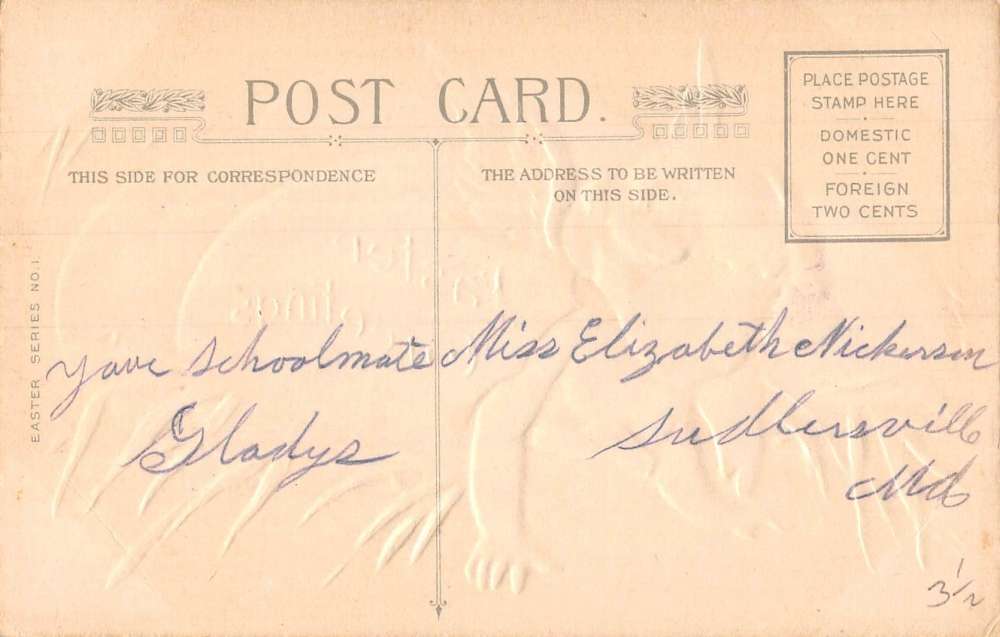 POST CARD.
PLACE POSTAGE
STAMP HERE
DOMESTIC
ONE CENT
FOREIGN
TWO CENTS
THIS SIDE FOR CORRESPONDENCE
THE ADDRESS TO BE WRITTEN
ON THIS SIDE.
EASTER SERIES NO. 1.
Your Schoolmate
Gladys
Miss Elizabeth Nickerson
Sudlersville
Md
3 1/2